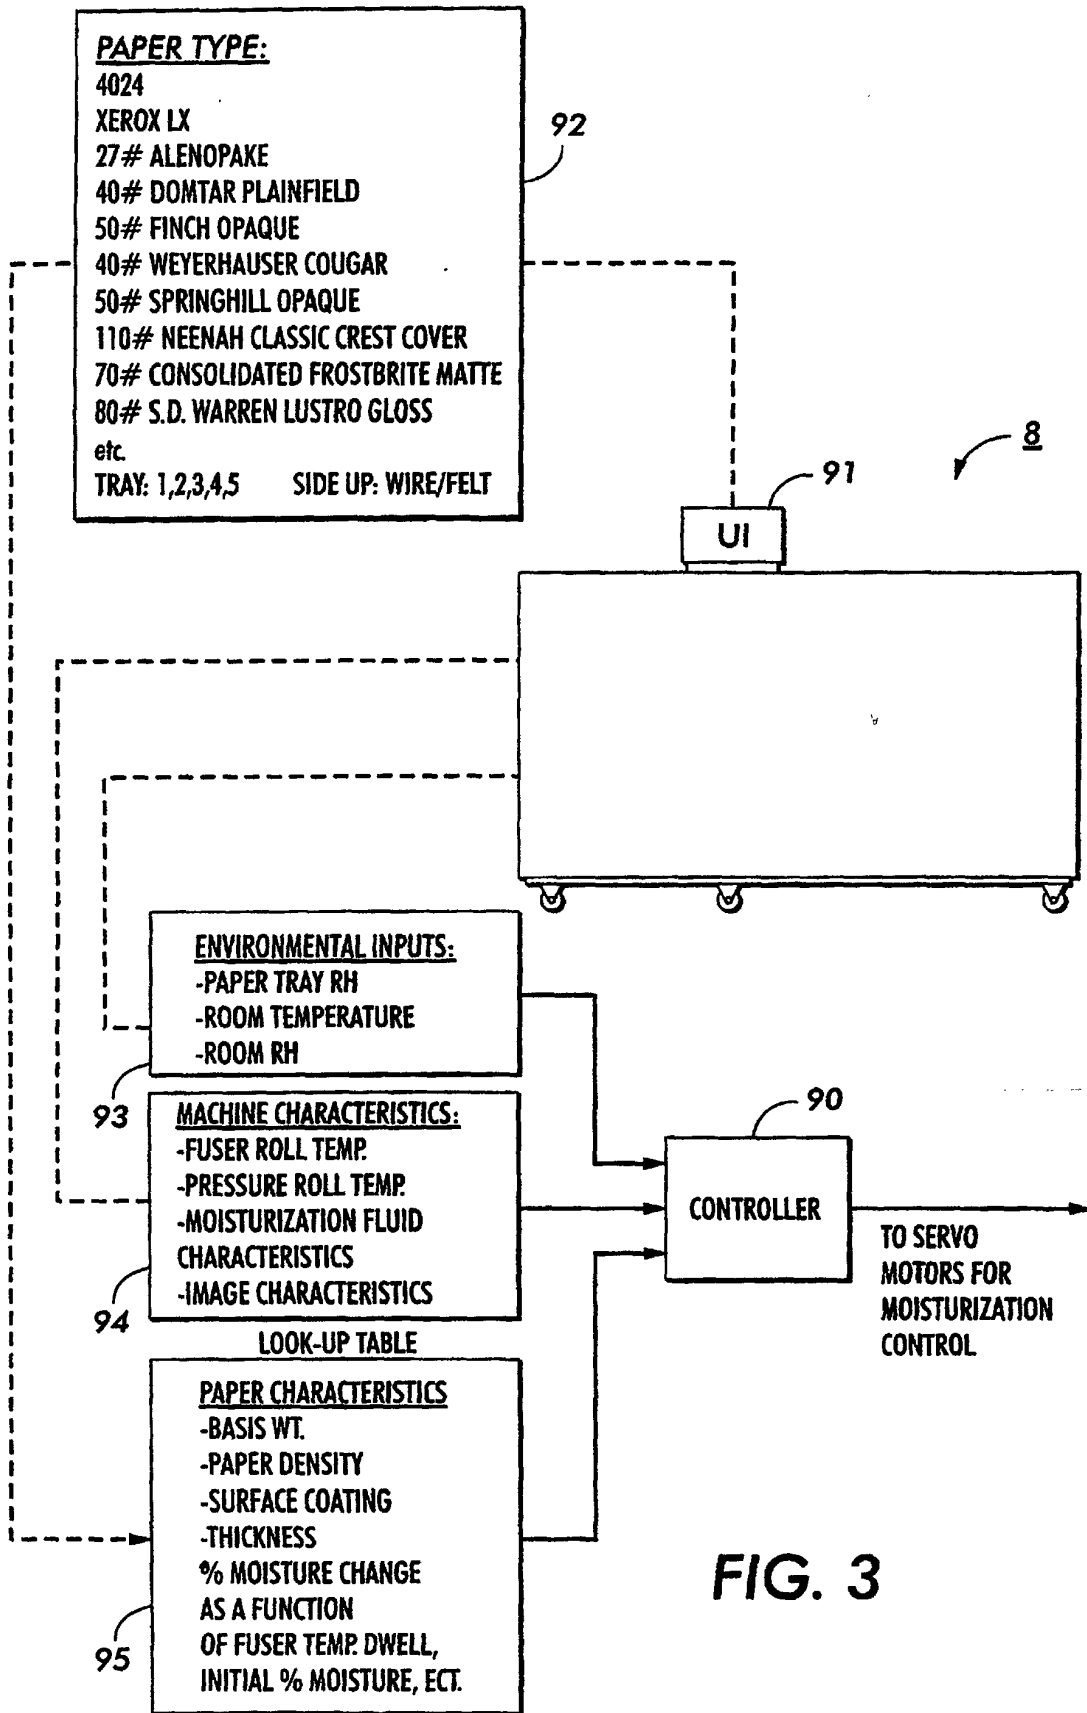 PAPER TYPE:
4024
XEROX LX
27# ALENOPAKE
40# DOMTAR PLAINFIELD
50# FINCH OPAQUE
40# WEYERHAUSER COUGAR
50# SPRINGHILL OPAQUE
110# NEENAH CLASSIC CREST COVER
70# CONSOLIDATED FROSTBRITE MATTE
80# S.D. WARREN LUSTRO GLOSS
etc.
TRAY: 1,2,3,4,5 SIDE UP: WIRE/FELT
92
8
91
UI
ENVIRONMENTAL INPUTS:
-PAPER TRAY RH
-ROOM TEMPERATURE
-ROOM RH
93
MACHINE CHARACTERISTICS:
-FUSER ROLL TEMP.
-PRESSURE ROLL TEMP.
-MOISTURIZATION FLUID
CHARACTERISTICS
-IMAGE CHARACTERISTICS
94
90
CONTROLLER
TO SERVO
MOTORS FOR
MOISTURIZATION
CONTROL
LOOK-UP TABLE
PAPER CHARACTERISTICS
-BASIS WT.
-PAPER DENSITY
-SURFACE COATING
-THICKNESS
% MOISTURE CHANGE
AS A FUNCTION
OF FUSER TEMP. DWELL,
INITIAL % MOISTURE, ECT.
95
FIG. 3